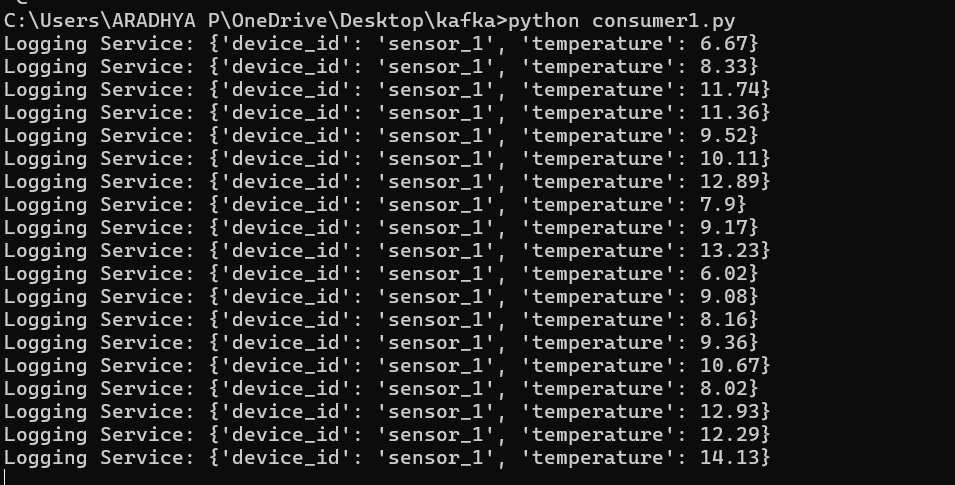 C:\Users\ARADHYA P\OneDrive\Desktop\kafka>python consumer1.py
Logging Service: {'device_id': 'sensor_1', 'temperature': 6.67}
Logging Service: {'device_id': 'sensor_1', 'temperature': 8.33}
Logging Service: {'device_id': 'sensor_1', 'temperature': 11.74}
Logging Service: {'device_id': 'sensor_1', 'temperature': 11.36}
Logging Service: {'device_id': 'sensor_1', 'temperature': 9.52}
Logging Service: {'device_id': 'sensor_1', 'temperature': 10.11}
Logging Service: {'device_id': 'sensor_1', 'temperature': 12.89}
Logging Service: {'device_id': 'sensor_1', 'temperature': 7.9}
Logging Service: {'device_id': 'sensor_1', 'temperature': 9.17}
Logging Service: {'device_id': 'sensor_1', 'temperature': 13.23}
Logging Service: {'device_id': 'sensor_1', 'temperature': 6.02}
Logging Service: {'device_id': 'sensor_1', 'temperature': 9.08}
Logging Service: {'device_id': 'sensor_1', 'temperature': 8.16}
Logging Service: {'device_id': 'sensor_1', 'temperature': 9.36}
Logging Service: {'device_id': 'sensor_1', 'temperature': 10.67}
Logging Service: {'device_id': 'sensor_1', 'temperature': 8.02}
Logging Service: {'device_id': 'sensor_1', 'temperature': 12.93}
Logging Service: {'device_id': 'sensor_1', 'temperature': 12.29}
Logging Service: {'device_id': 'sensor_1', 'temperature': 14.13}